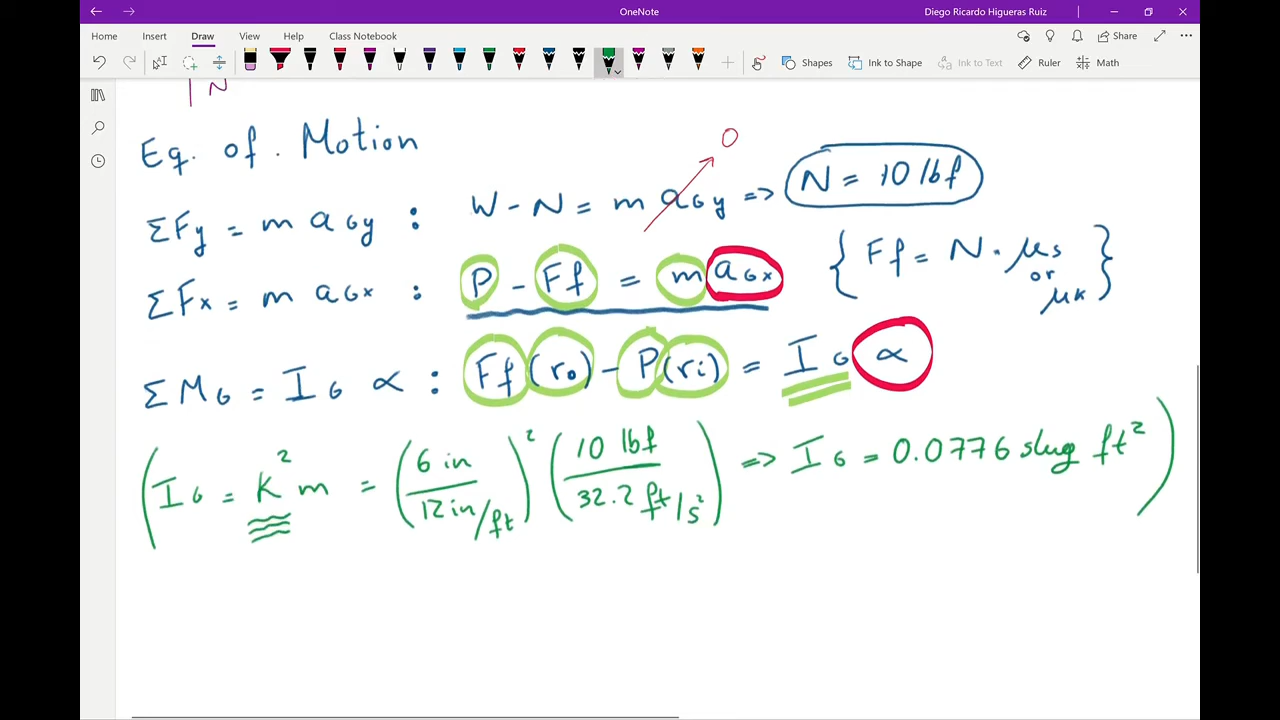 OneNote
Diego Ricardo Higueras Ruiz
Home Insert Draw View Help Class Notebook
Share
Shapes Ink to Shape Ink to Text Ruler Math
N
Eq. of. Motion
0
ΣFy = m aGy : W - N = m aGy => N = 10 lbf
ΣFx = m aGx : P - Ff = m aGx { Ff = N . μs or μk }
ΣMG = IG α : Ff (ro) - P(ri) = IG α
( IG = K² m = (6 in / 12 in/ft)² (10 lbf / 32.2 ft/s²) => IG = 0.0776 slug ft² )